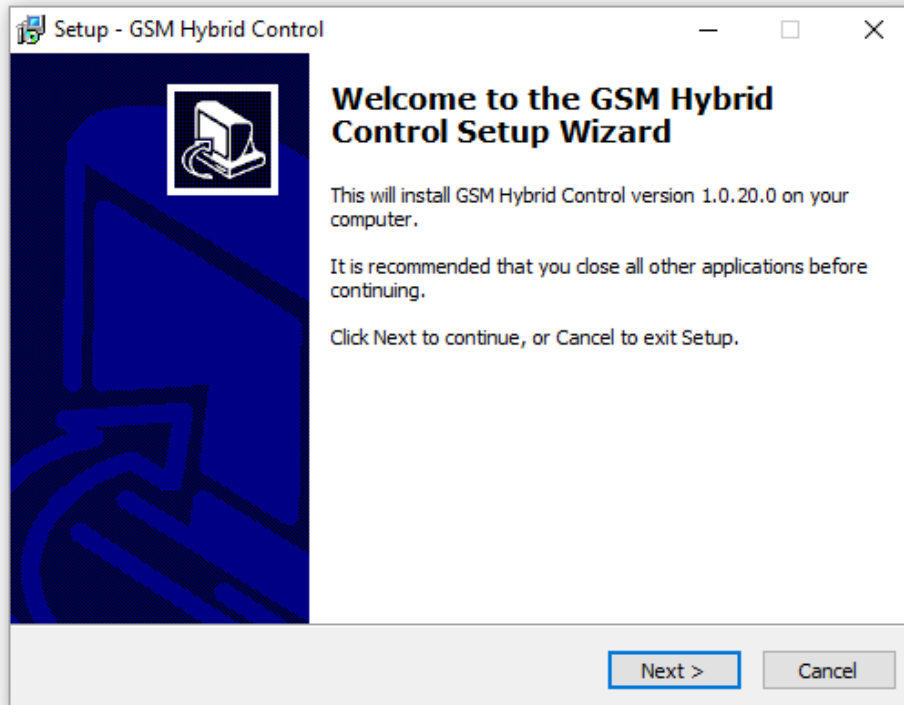 Setup - GSM Hybrid Control
Welcome to the GSM Hybrid
Control Setup Wizard
This will install GSM Hybrid Control version 1.0.20.0 on your
computer.
It is recommended that you close all other applications before
continuing.
Click Next to continue, or Cancel to exit Setup.
Next >
Cancel